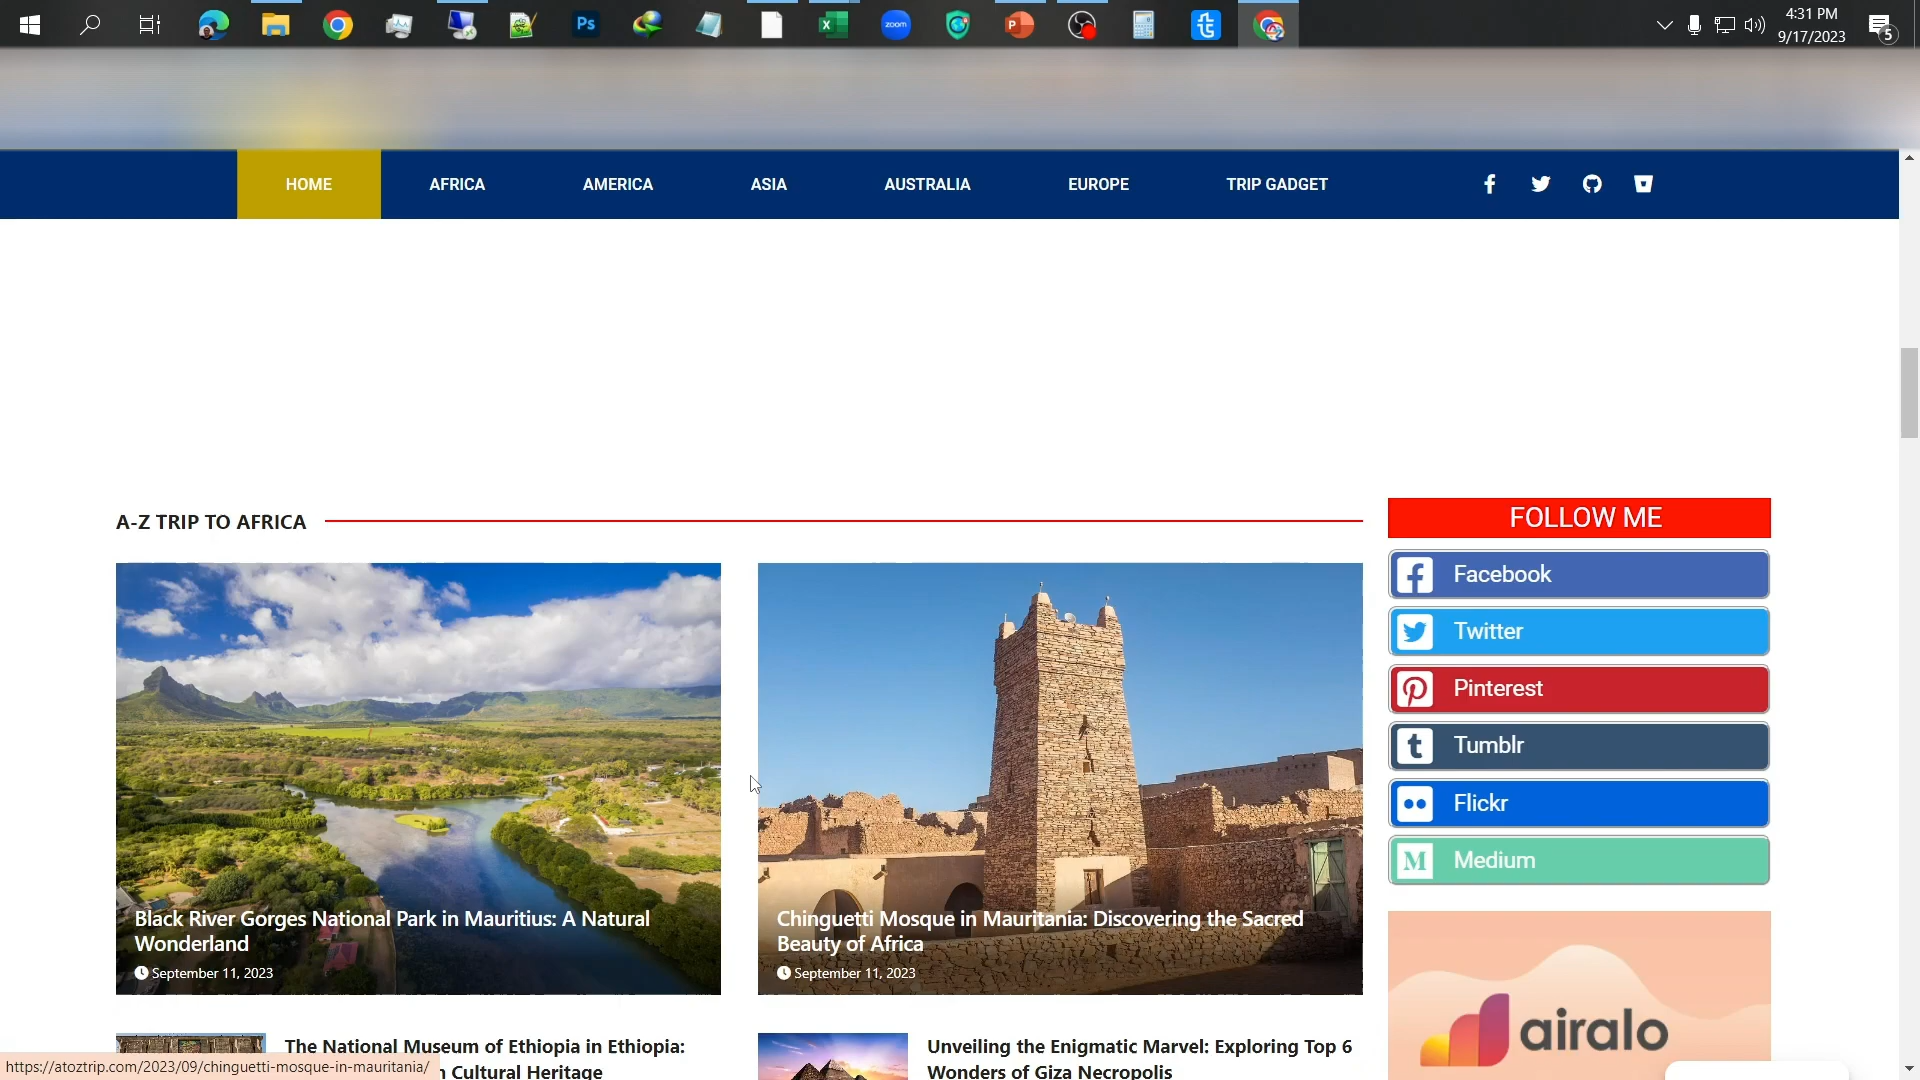 Ps
zoom
4:31 PM
9/17/2023
5
HOME
AFRICA
AMERICA
ASIA
AUSTRALIA
EUROPE
TRIP GADGET
A-Z TRIP TO AFRICA
FOLLOW ME
Facebook
Twitter
Pinterest
Tumblr
Flickr
Medium
Black River Gorges National Park in Mauritius: A Natural
Wonderland
September 11, 2023
Chinguetti Mosque in Mauritania: Discovering the Sacred
Beauty of Africa
September 11, 2023
airalo
The National Museum of Ethiopia in Ethiopia:
Cultural Heritage
Unveiling the Enigmatic Marvel: Exploring Top 6
Wonders of Giza Necropolis
https://atoztrip.com/2023/09/chinguetti-mosque-in-mauritania/